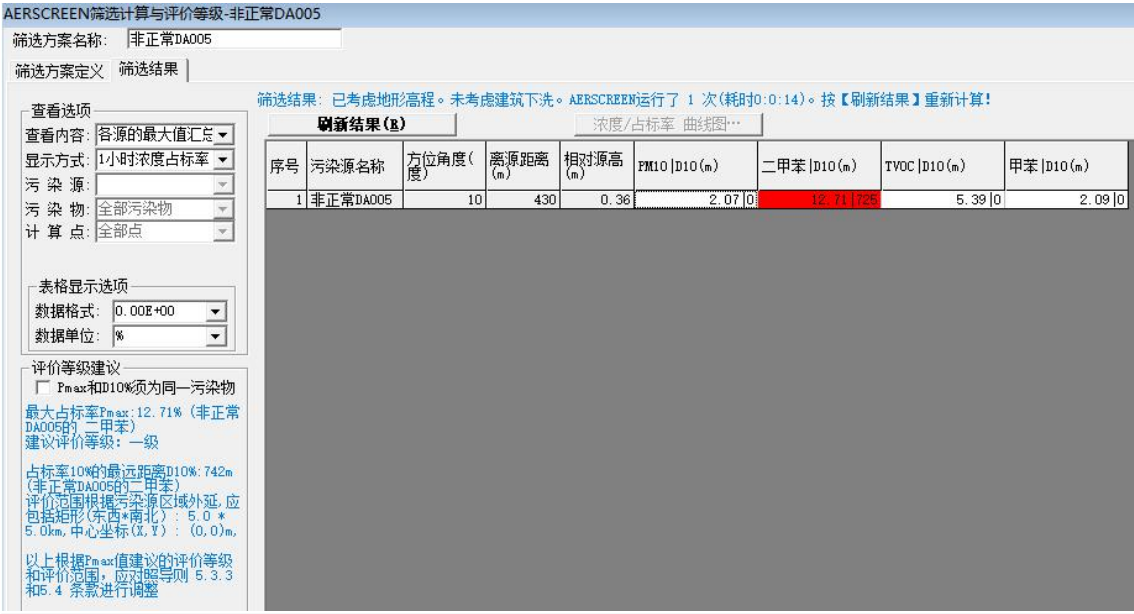 AERSCREEN筛选计算与评价等级-非正常DA005
筛选方案名称: 非正常DA005
筛选方案定义 筛选结果
筛选结果: 已考虑地形高程。未考虑建筑下洗。AERSCREEN运行了 1 次(耗时0:0:14)。按【刷新结果】重新计算!
查看选项
查看内容: 各源的最大值汇总
显示方式: 1小时浓度占标率
污 染 源:
污 染 物: 全部污染物
计 算 点: 全部点
刷新结果(R)
浓度/占标率 曲线图…
序号 污染源名称 方位角度(度) 离源距离(m) 相对源高(m) PM10|D10(m) 二甲苯|D10(m) TVOC|D10(m) 甲苯|D10(m)
1 非正常DA005 10 430 0.36 2.07|0 12.71|725 5.39|0 2.09|0
表格显示选项
数据格式: 0.00E+00
数据单位: %
评价等级建议
Pmax和D10%须为同一污染物
最大占标率Pmax:12.71% (非正常
DA005的 二甲苯)
建议评价等级: 一级
占标率10%的最远距离D10%:742m
(非正常DA005的二甲苯)
评价范围根据污染源区域外延,应
包括矩形(东西*南北): 5.0 *
5.0km,中心坐标(X,Y): (0,0)m,
以上根据Pmax值建议的评价等级
和评价范围,应对照导则 5.3.3
和5.4 条款进行调整